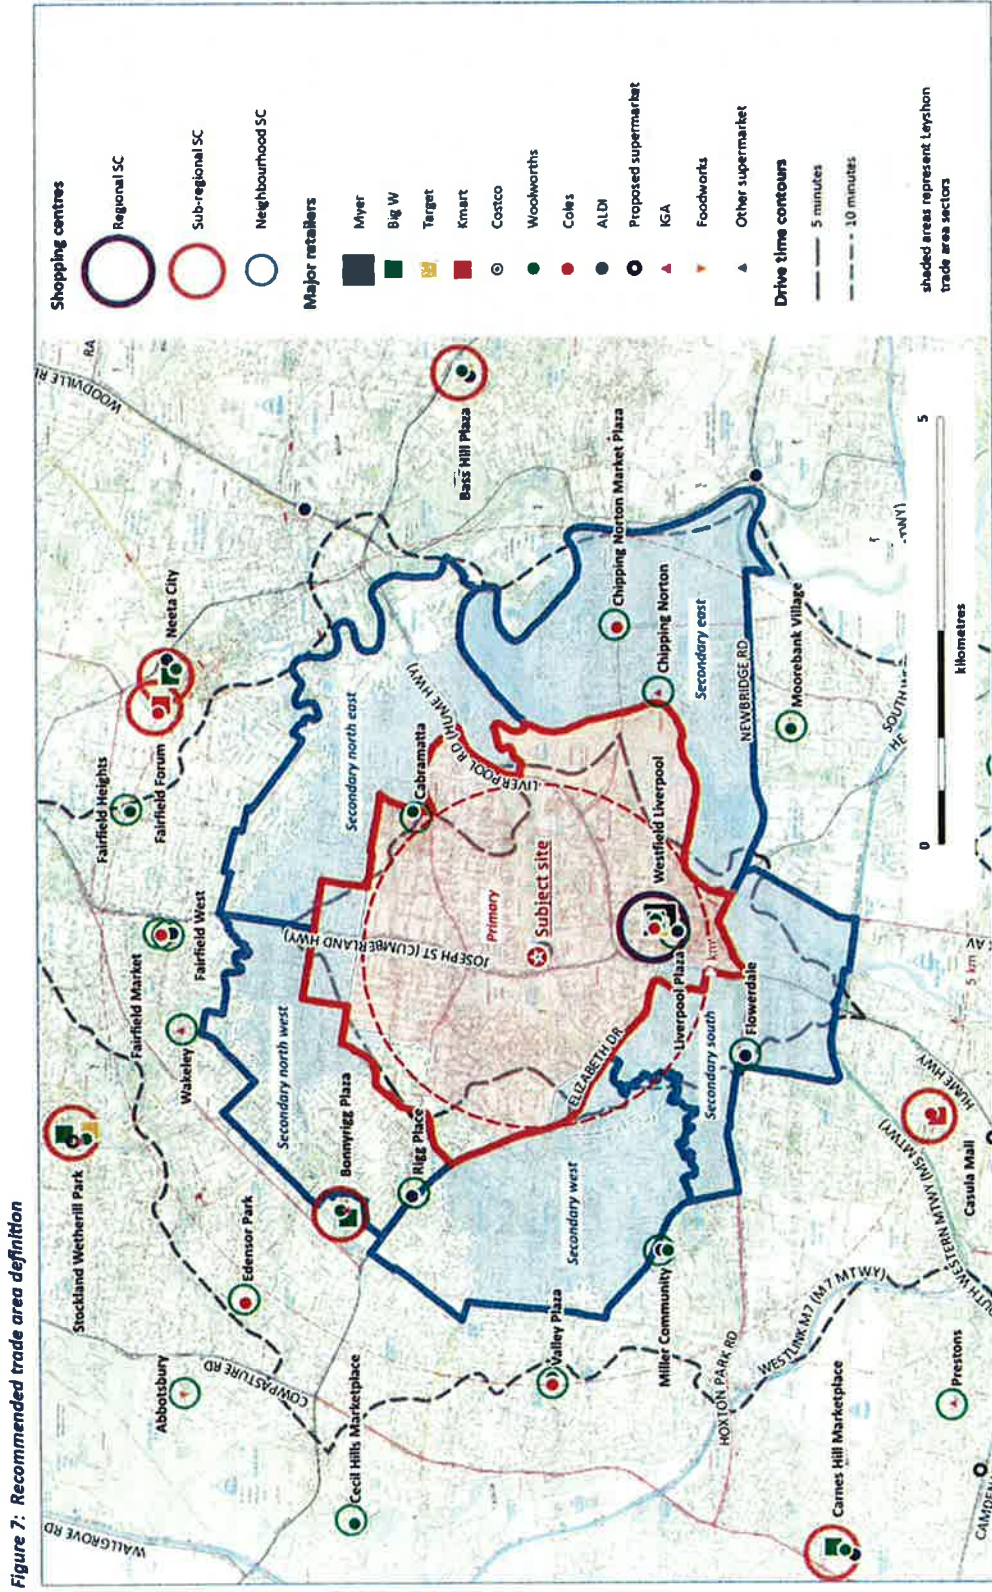 Figure 7: Recommended trade area definition
WALLGROVE RD
COWPASTURE RD
Stockland Wetherill Park
Abbotsbury
Edensor Park
Cecil Hills Marketplace
Wakeley
Fairfield Market
Fairfield West
Fairfield Heights
Fairfield Forum
Neeta City
WOODVILLE RD
RA
Bonnyrigg Plaza
Rigg Place
Secondary north west
Secondary north east
JOSEPH ST (CUMBERLAND HWY)
Cabramatta
LIVERPOOL RD (HUME HWY)
Bass Hill Plaza
Primary
Subject site
ELIZABETH DR
Secondary west
Valley Plaza
Miller Community
Liverpool Plaza
Westfield Liverpool
Chipping Norton
Chipping Norton Market Plaza
Secondary east
Secondary south
Flowerdale
NEWBRIDGE RD
Moorebank Village
HOXTON PARK RD
WESTLINK M7 (M7 MTWY)
Carnes Hill Marketplace
Prestons
Casula Mall
HUME HWY
SOUTH WESTERN MTWY (M5 MTWY)
CAMDEN
5 km
0
5
kilometres
Shopping centres
Regional SC
Sub-regional SC
Neighbourhood SC
Major retailers
Myer
Big W
Target
Kmart
Costco
Woolworths
Coles
ALDI
Proposed supermarket
IGA
Foodworks
Other supermarket
Drive time contours
5 minutes
10 minutes
shaded areas represent Leyshon
trade area sectors